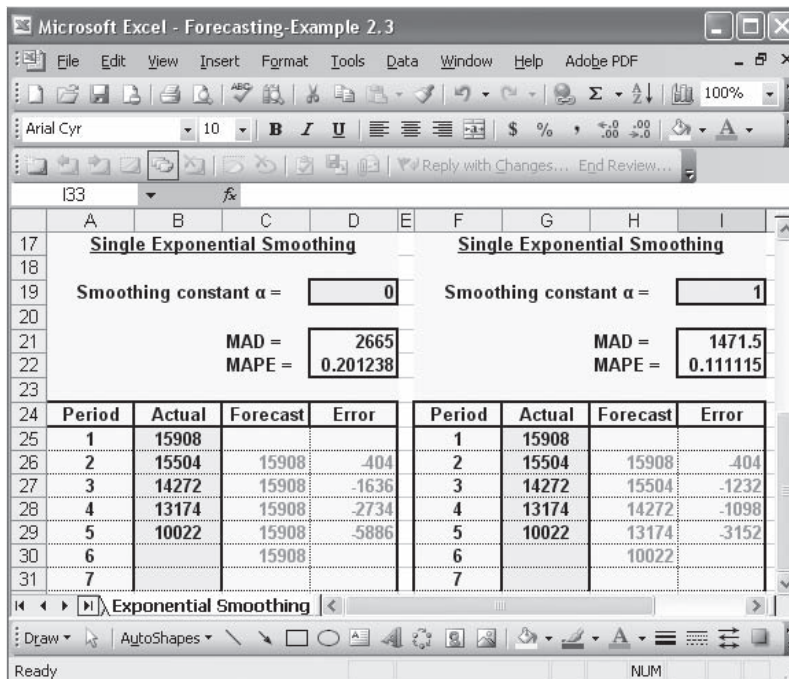 Microsoft Excel - Forecasting-Example 2.3
File Edit View Insert Format Tools Data Window Help Adobe PDF
ABC Σ 100%
Arial Cyr 10 B I U $ % , .00 .00 A
Reply with Changes... End Review...
I33 fx
A B C D E F G H I
17 Single Exponential Smoothing Single Exponential Smoothing
18
19 Smoothing constant α = 0 Smoothing constant α = 1
20
21 MAD = 2665 MAD = 1471.5
22 MAPE = 0.201238 MAPE = 0.111115
23
24 Period Actual Forecast Error Period Actual Forecast Error
25 1 15908 1 15908
26 2 15504 15908 -404 2 15504 15908 -404
27 3 14272 15908 -1636 3 14272 15504 -1232
28 4 13174 15908 -2734 4 13174 14272 -1098
29 5 10022 15908 -5886 5 10022 13174 -3152
30 6 15908 6 10022
31 7 7
Exponential Smoothing
Draw AutoShapes A
Ready NUM